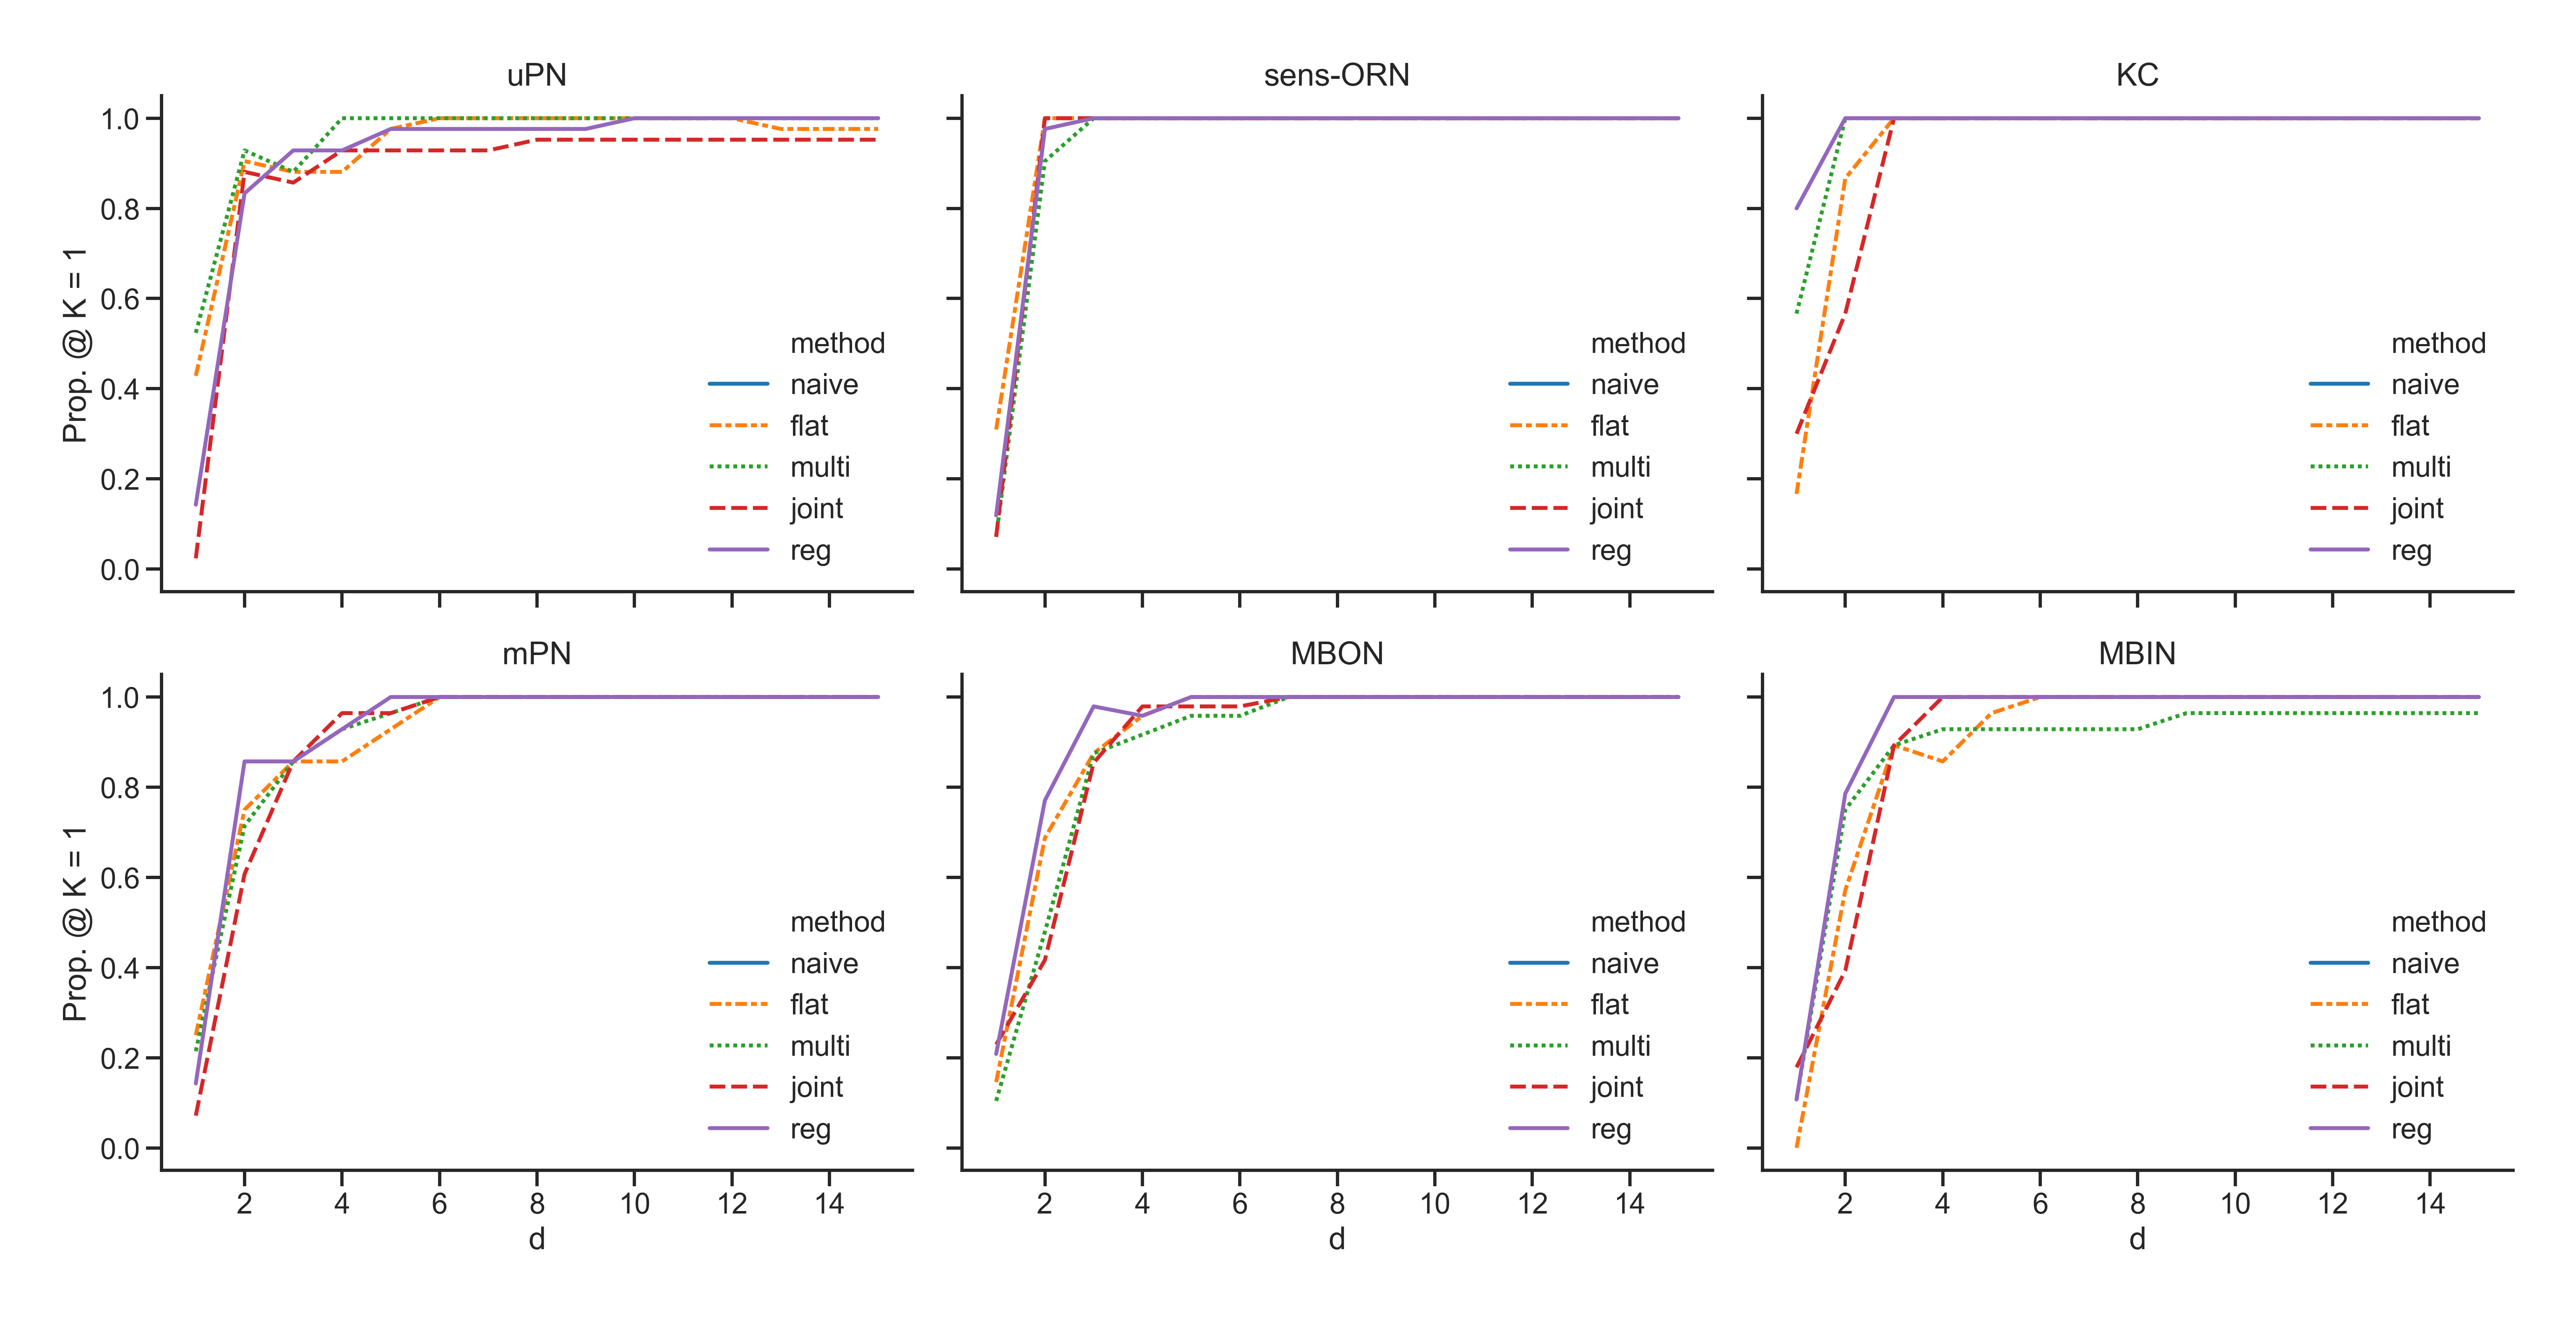 uPN
sens-ORN
KC
Prop. @ K = 1
1.0
0.8
0.6
0.4
0.2
0.0
method
naive
flat
multi
joint
reg
method
naive
flat
multi
joint
reg
method
naive
flat
multi
joint
reg
mPN
MBON
MBIN
Prop. @ K = 1
1.0
0.8
0.6
0.4
0.2
0.0
method
naive
flat
multi
joint
reg
method
naive
flat
multi
joint
reg
method
naive
flat
multi
joint
reg
2 4 6 8 10 12 14
2 4 6 8 10 12 14
2 4 6 8 10 12 14
d
d
d